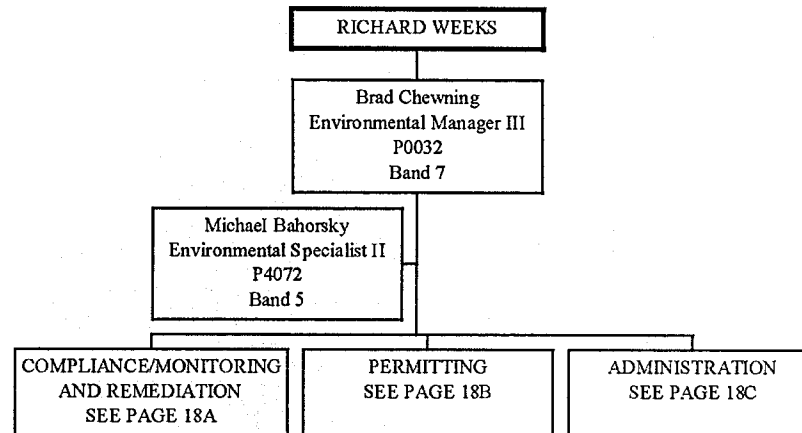 RICHARD WEEKS
Brad Chewning
Environmental Manager III
P0032
Band 7
Michael Bahorsky
Environmental Specialist II
P4072
Band 5
COMPLIANCE/MONITORING
AND REMEDIATION
SEE PAGE 18A
PERMITTING
SEE PAGE 18B
ADMINISTRATION
SEE PAGE 18C